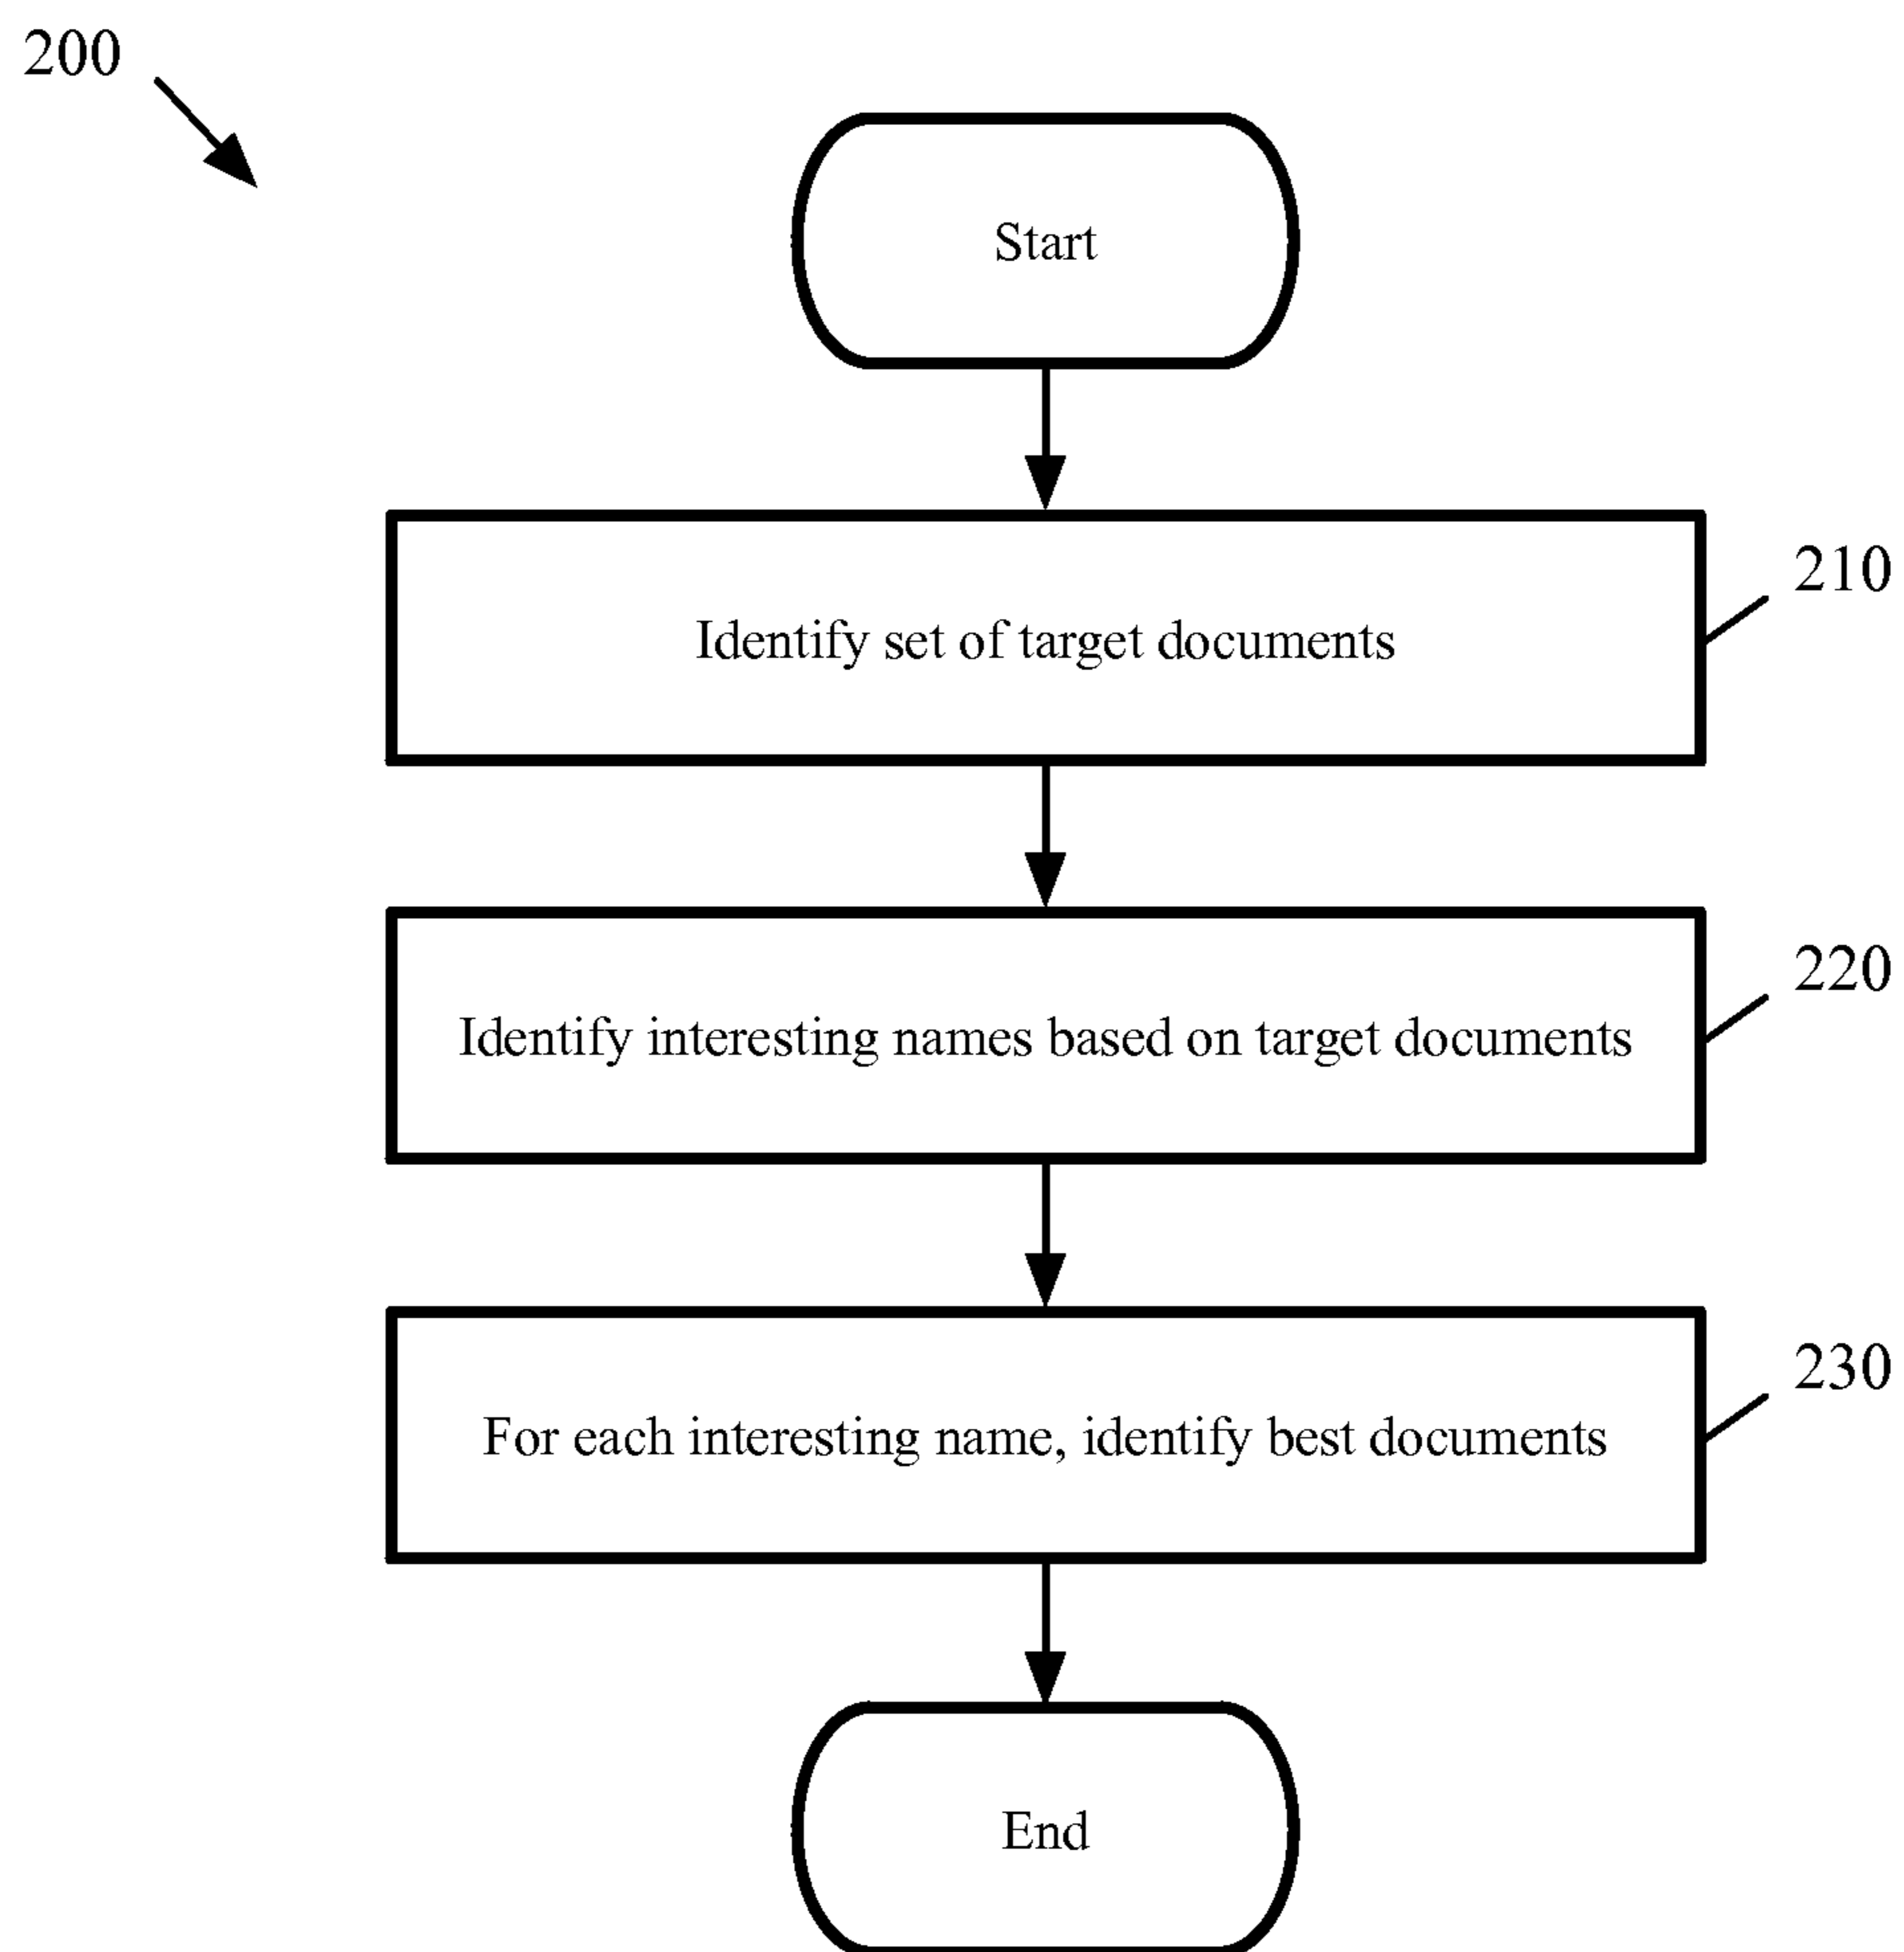 200
Start
210
Identify set of target documents
220
Identify interesting names based on target documents
230
For each interesting name, identify best documents
End